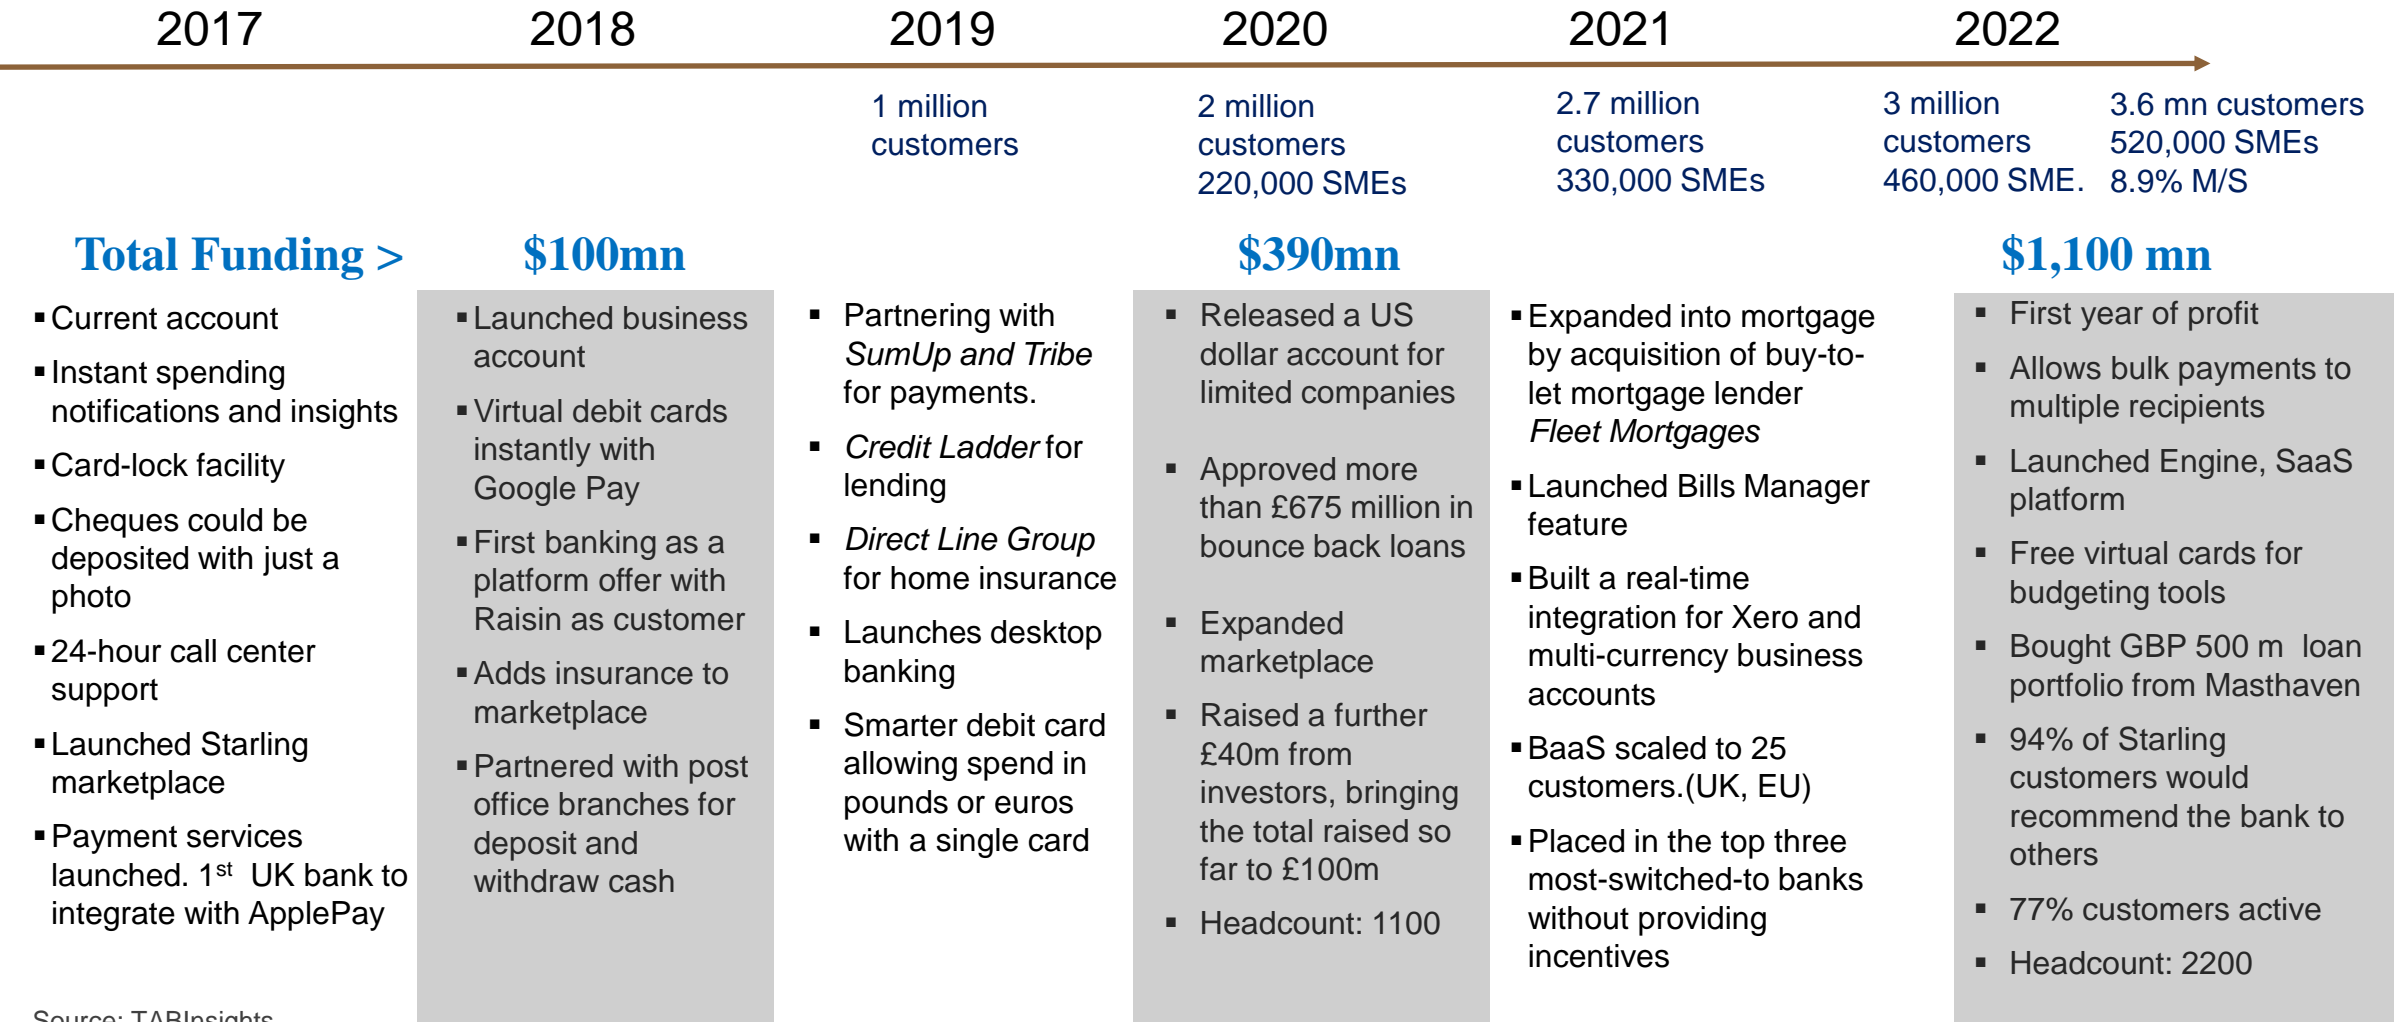 2017
2018
2019
2020
2021
2022
1 million
customers
2 million
customers
220,000 SMEs
2.7 million
customers
330,000 SMEs
3 million
customers
460,000 SME.
3.6 mn customers
520,000 SMEs
8.9% M/S
Total Funding >
$100mn
$390mn
$1,100 mn
▪Current account
▪Instant spending
notifications and insights
▪Card-lock facility
▪Cheques could be
deposited with just a
photo
▪24-hour call center
support
▪Launched Starling
marketplace
▪Payment services
launched. 1st UK bank to
integrate with ApplePay
▪Launched business
account
▪Virtual debit cards
instantly with
Google Pay
▪First banking as a
platform offer with
Raisin as customer
▪Adds insurance to
marketplace
▪Partnered with post
office branches for
deposit and
withdraw cash
▪ Partnering with
SumUp and Tribe
for payments.
▪ Credit Ladder for
lending
▪ Direct Line Group
for home insurance
▪ Launches desktop
banking
▪ Smarter debit card
allowing spend in
pounds or euros
with a single card
▪ Released a US
dollar account for
limited companies
▪ Approved more
than £675 million in
bounce back loans
▪ Expanded
marketplace
▪ Raised a further
£40m from
investors, bringing
the total raised so
far to £100m
▪ Headcount: 1100
▪Expanded into mortgage
by acquisition of buy-to-
let mortgage lender
Fleet Mortgages
▪Launched Bills Manager
feature
▪Built a real-time
integration for Xero and
multi-currency business
accounts
▪BaaS scaled to 25
customers.(UK, EU)
▪Placed in the top three
most-switched-to banks
without providing
incentives
▪ First year of profit
▪ Allows bulk payments to
multiple recipients
▪ Launched Engine, SaaS
platform
▪ Free virtual cards for
budgeting tools
▪ Bought GBP 500 m loan
portfolio from Masthaven
▪ 94% of Starling
customers would
recommend the bank to
others
▪ 77% customers active
▪ Headcount: 2200
Source: TABInsights